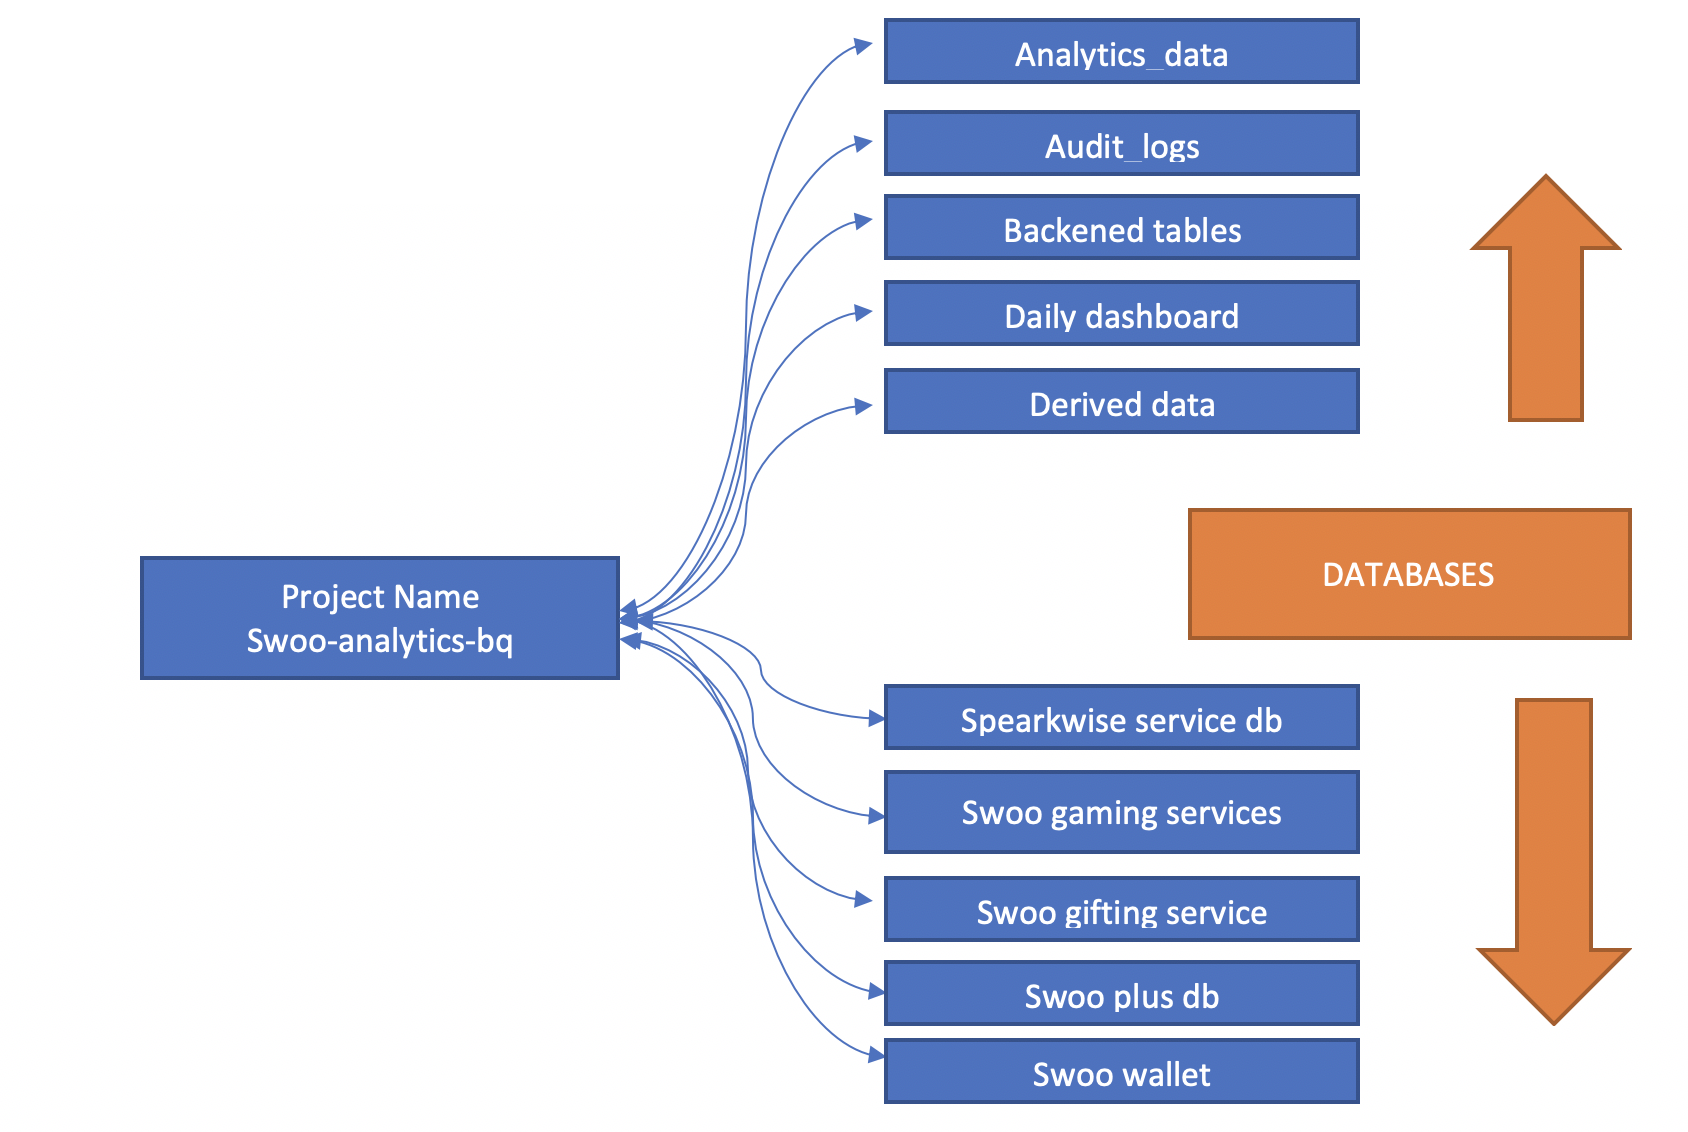 Analytics_data
Audit_logs
Backened tables
Daily dashboard
Derived data
DATABASES
Project Name
Swoo-analytics-bq
Spearkwise service db
Swoo gaming services
Swoo gifting service
Swoo plus db
Swoo wallet